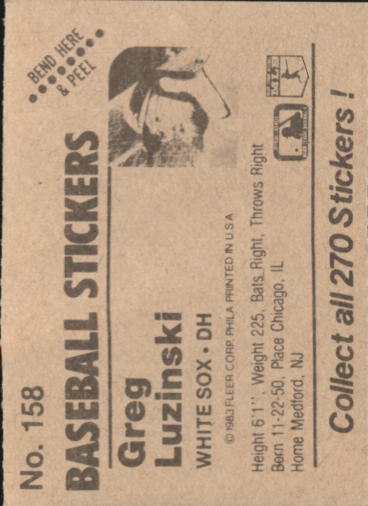 No. 158
BEND HERE
& PEEL
BASEBALL STICKERS
Greg
Luzinski
WHITE SOX • DH
© 1983 FLEER CORP. PHILA PRINTED IN U.S.A
Height 6'1", Weight 225, Bats Right, Throws Right
Born 11-22-50, Place Chicago, IL
Home Medford, NJ
Collect all 270 Stickers !